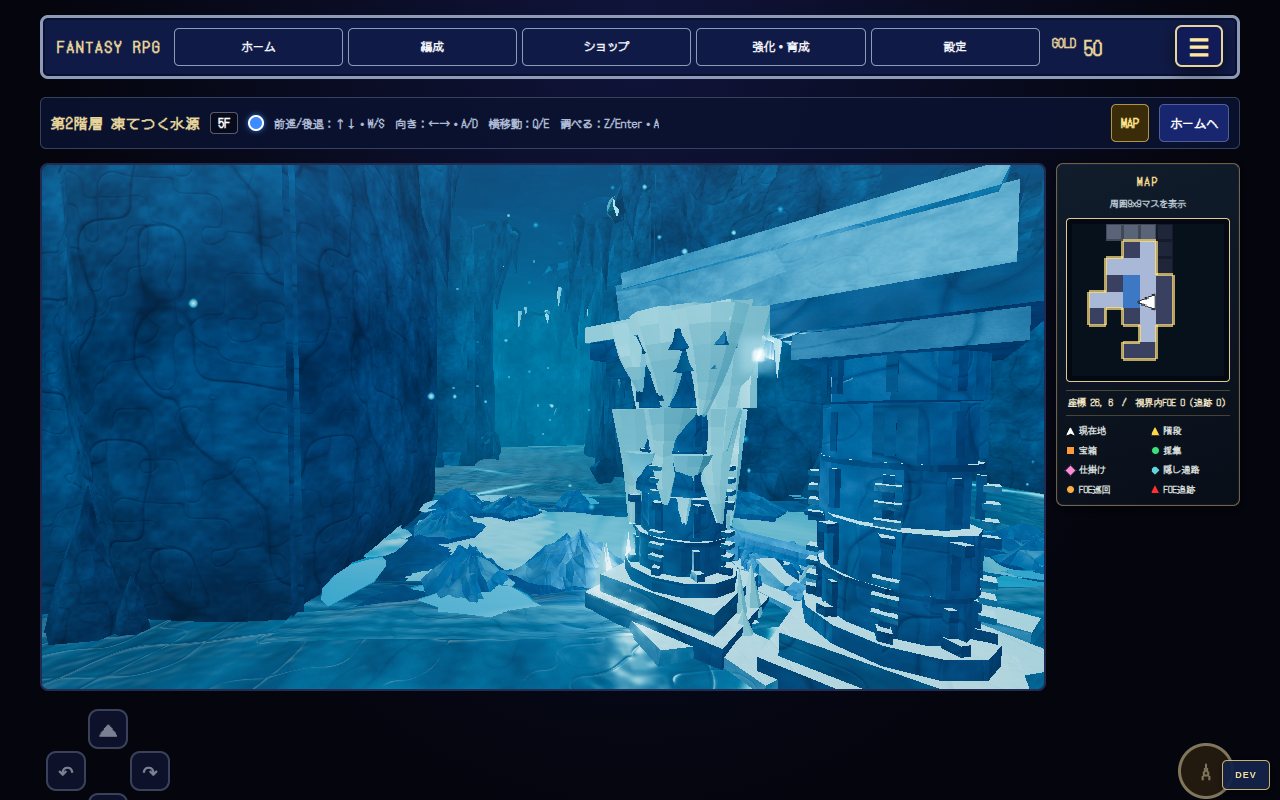 FANTASY RPG
ホーム
編成
ショップ
強化・育成
設定
GOLD 50
第2階層 凍てつく水源
5F
前進/後退：↑↓・W/S　向き：←→・A/D　横移動：Q/E　調べる：Z/Enter・A
MAP
ホームへ
MAP
周囲9x9マスを表示
座標 26, 6 / 視界内FOE 0 (追跡 0)
現在地
階段
宝箱
採集
仕掛け
隠し通路
FOE巡回
FOE追跡
A
DEV